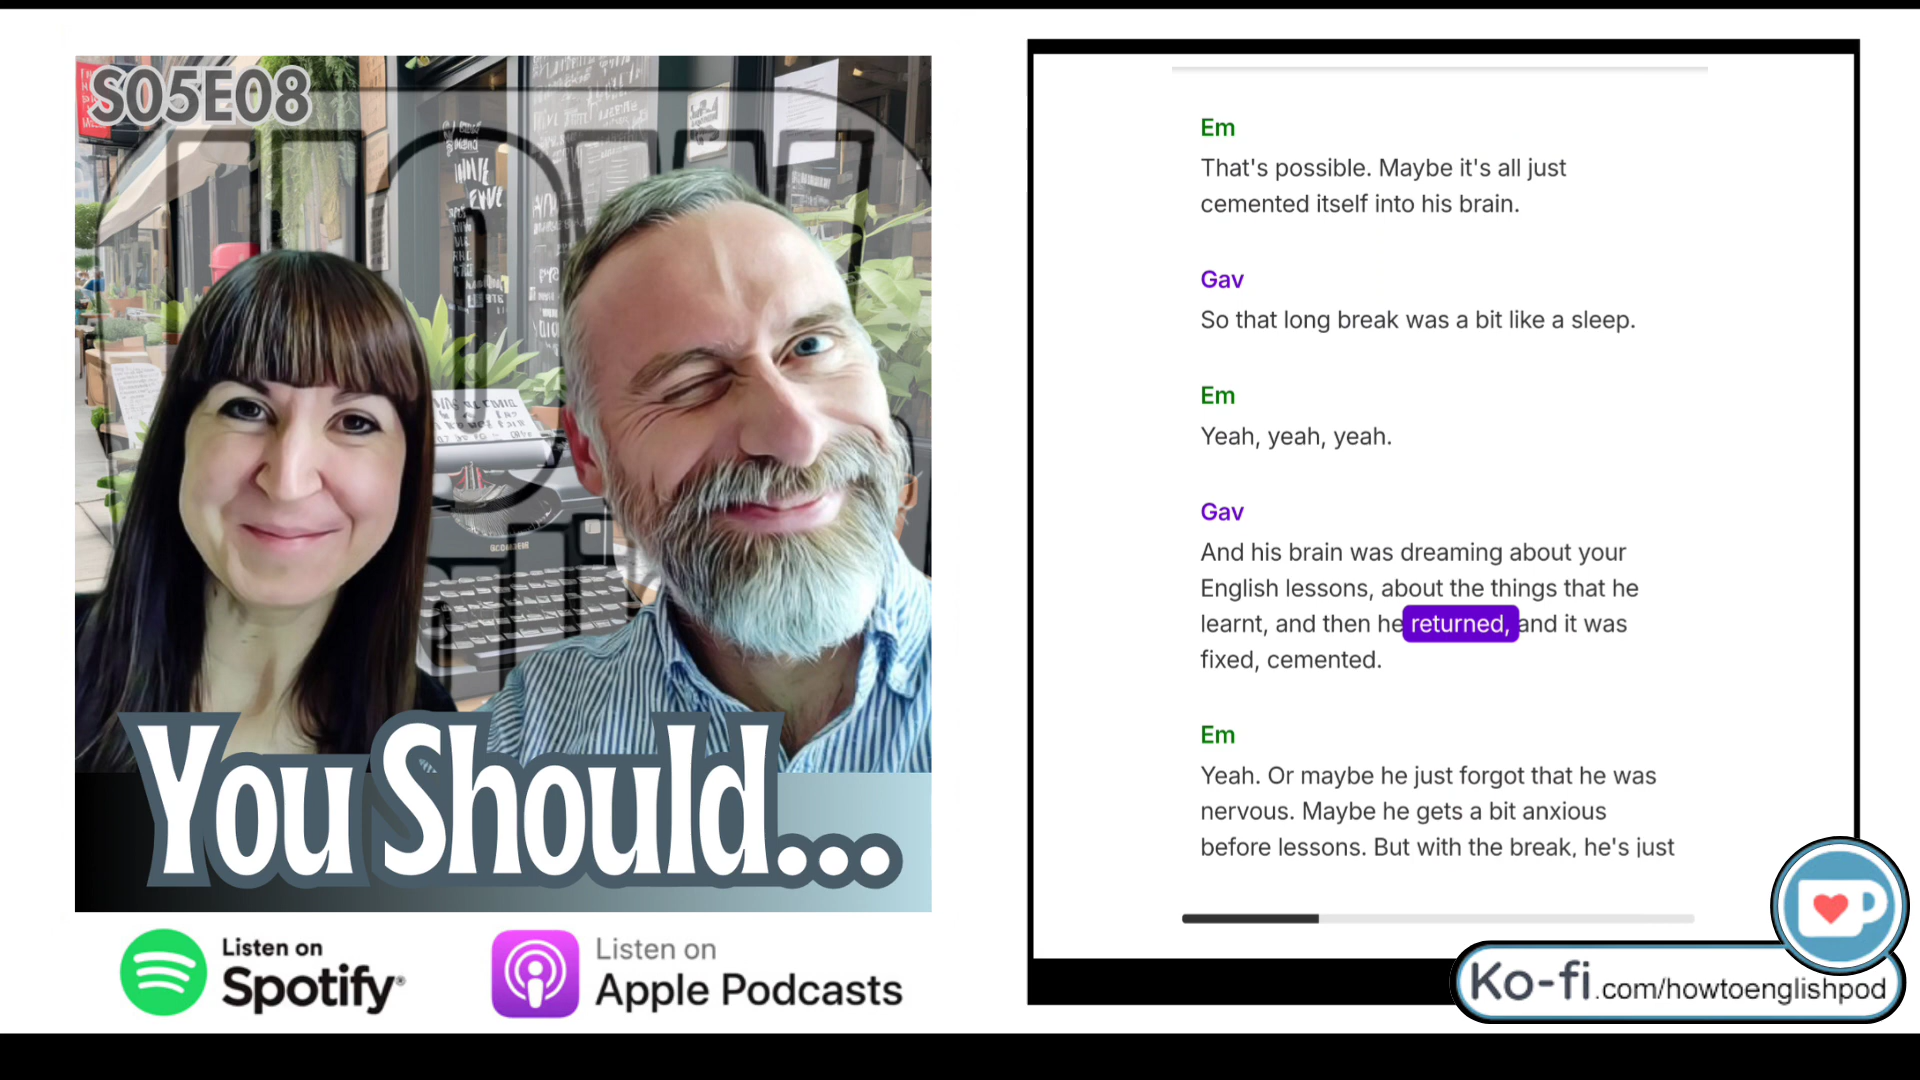 S05E08
You Should...
Listen on
Spotify
Listen on
Apple Podcasts
Em
That's possible. Maybe it's all just
cemented itself into his brain.
Gav
So that long break was a bit like a sleep.
Em
Yeah, yeah, yeah.
Gav
And his brain was dreaming about your
English lessons, about the things that he
learnt, and then he returned, and it was
fixed, cemented.
Em
Yeah. Or maybe he just forgot that he was
nervous. Maybe he gets a bit anxious
before lessons. But with the break, he's just
Ko-fi.com/howtoenglishpod